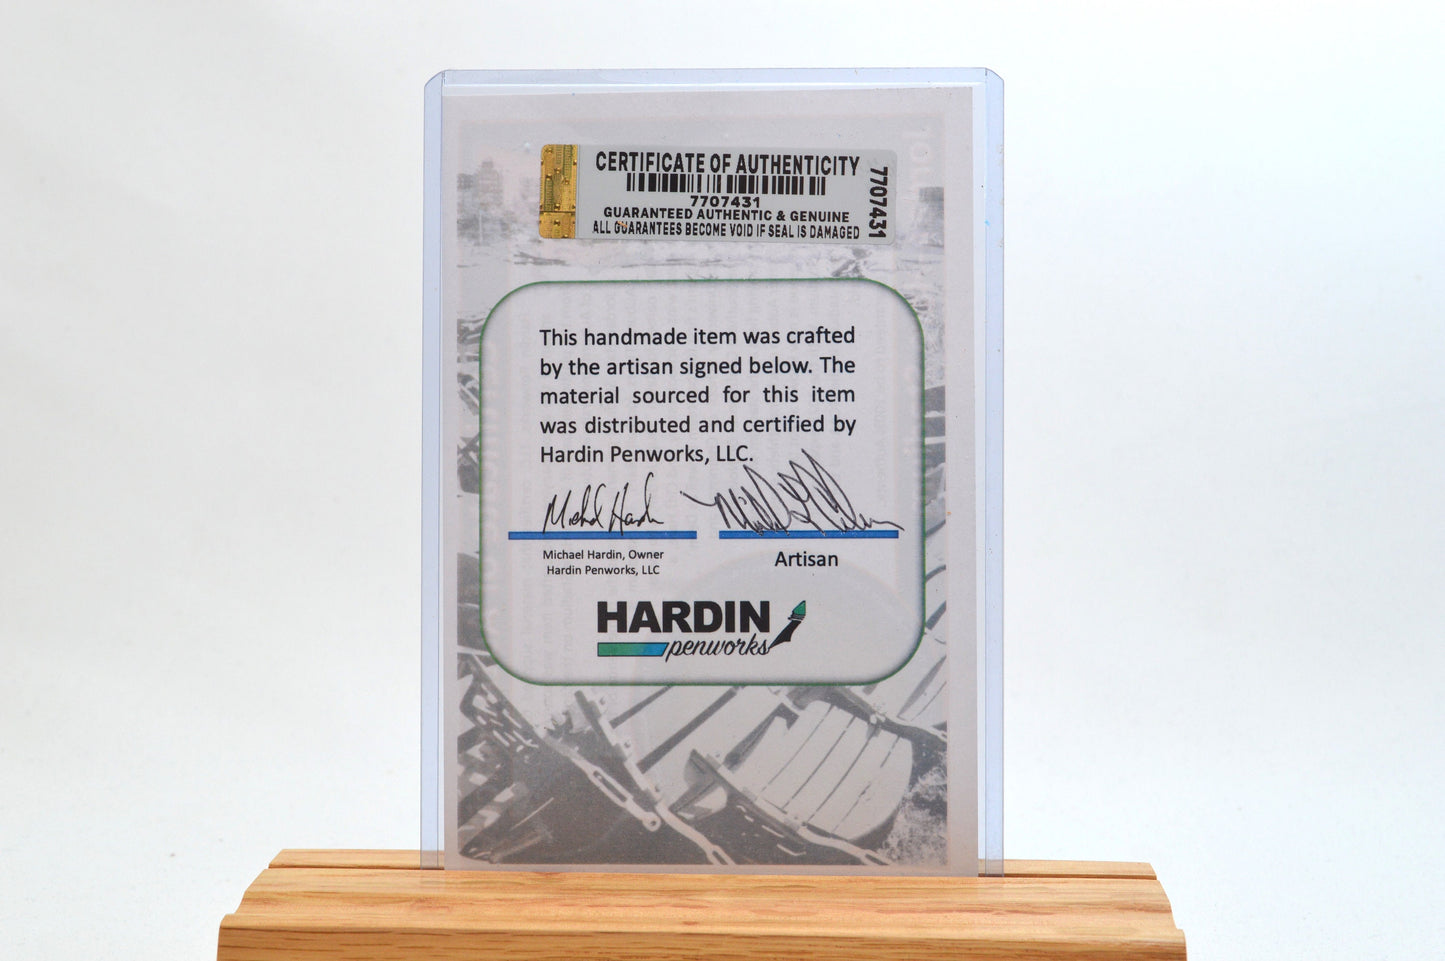 CERTIFICATE OF AUTHENTICITY
7707431
GUARANTEED AUTHENTIC & GENUINE
ALL GUARANTEES BECOME VOID IF SEAL IS DAMAGED
7707431
This handmade item was crafted
by the artisan signed below. The
material sourced for this item
was distributed and certified by
Hardin Penworks, LLC.
Michael Hardin, Owner
Hardin Penworks, LLC
Artisan
HARDIN
penworks